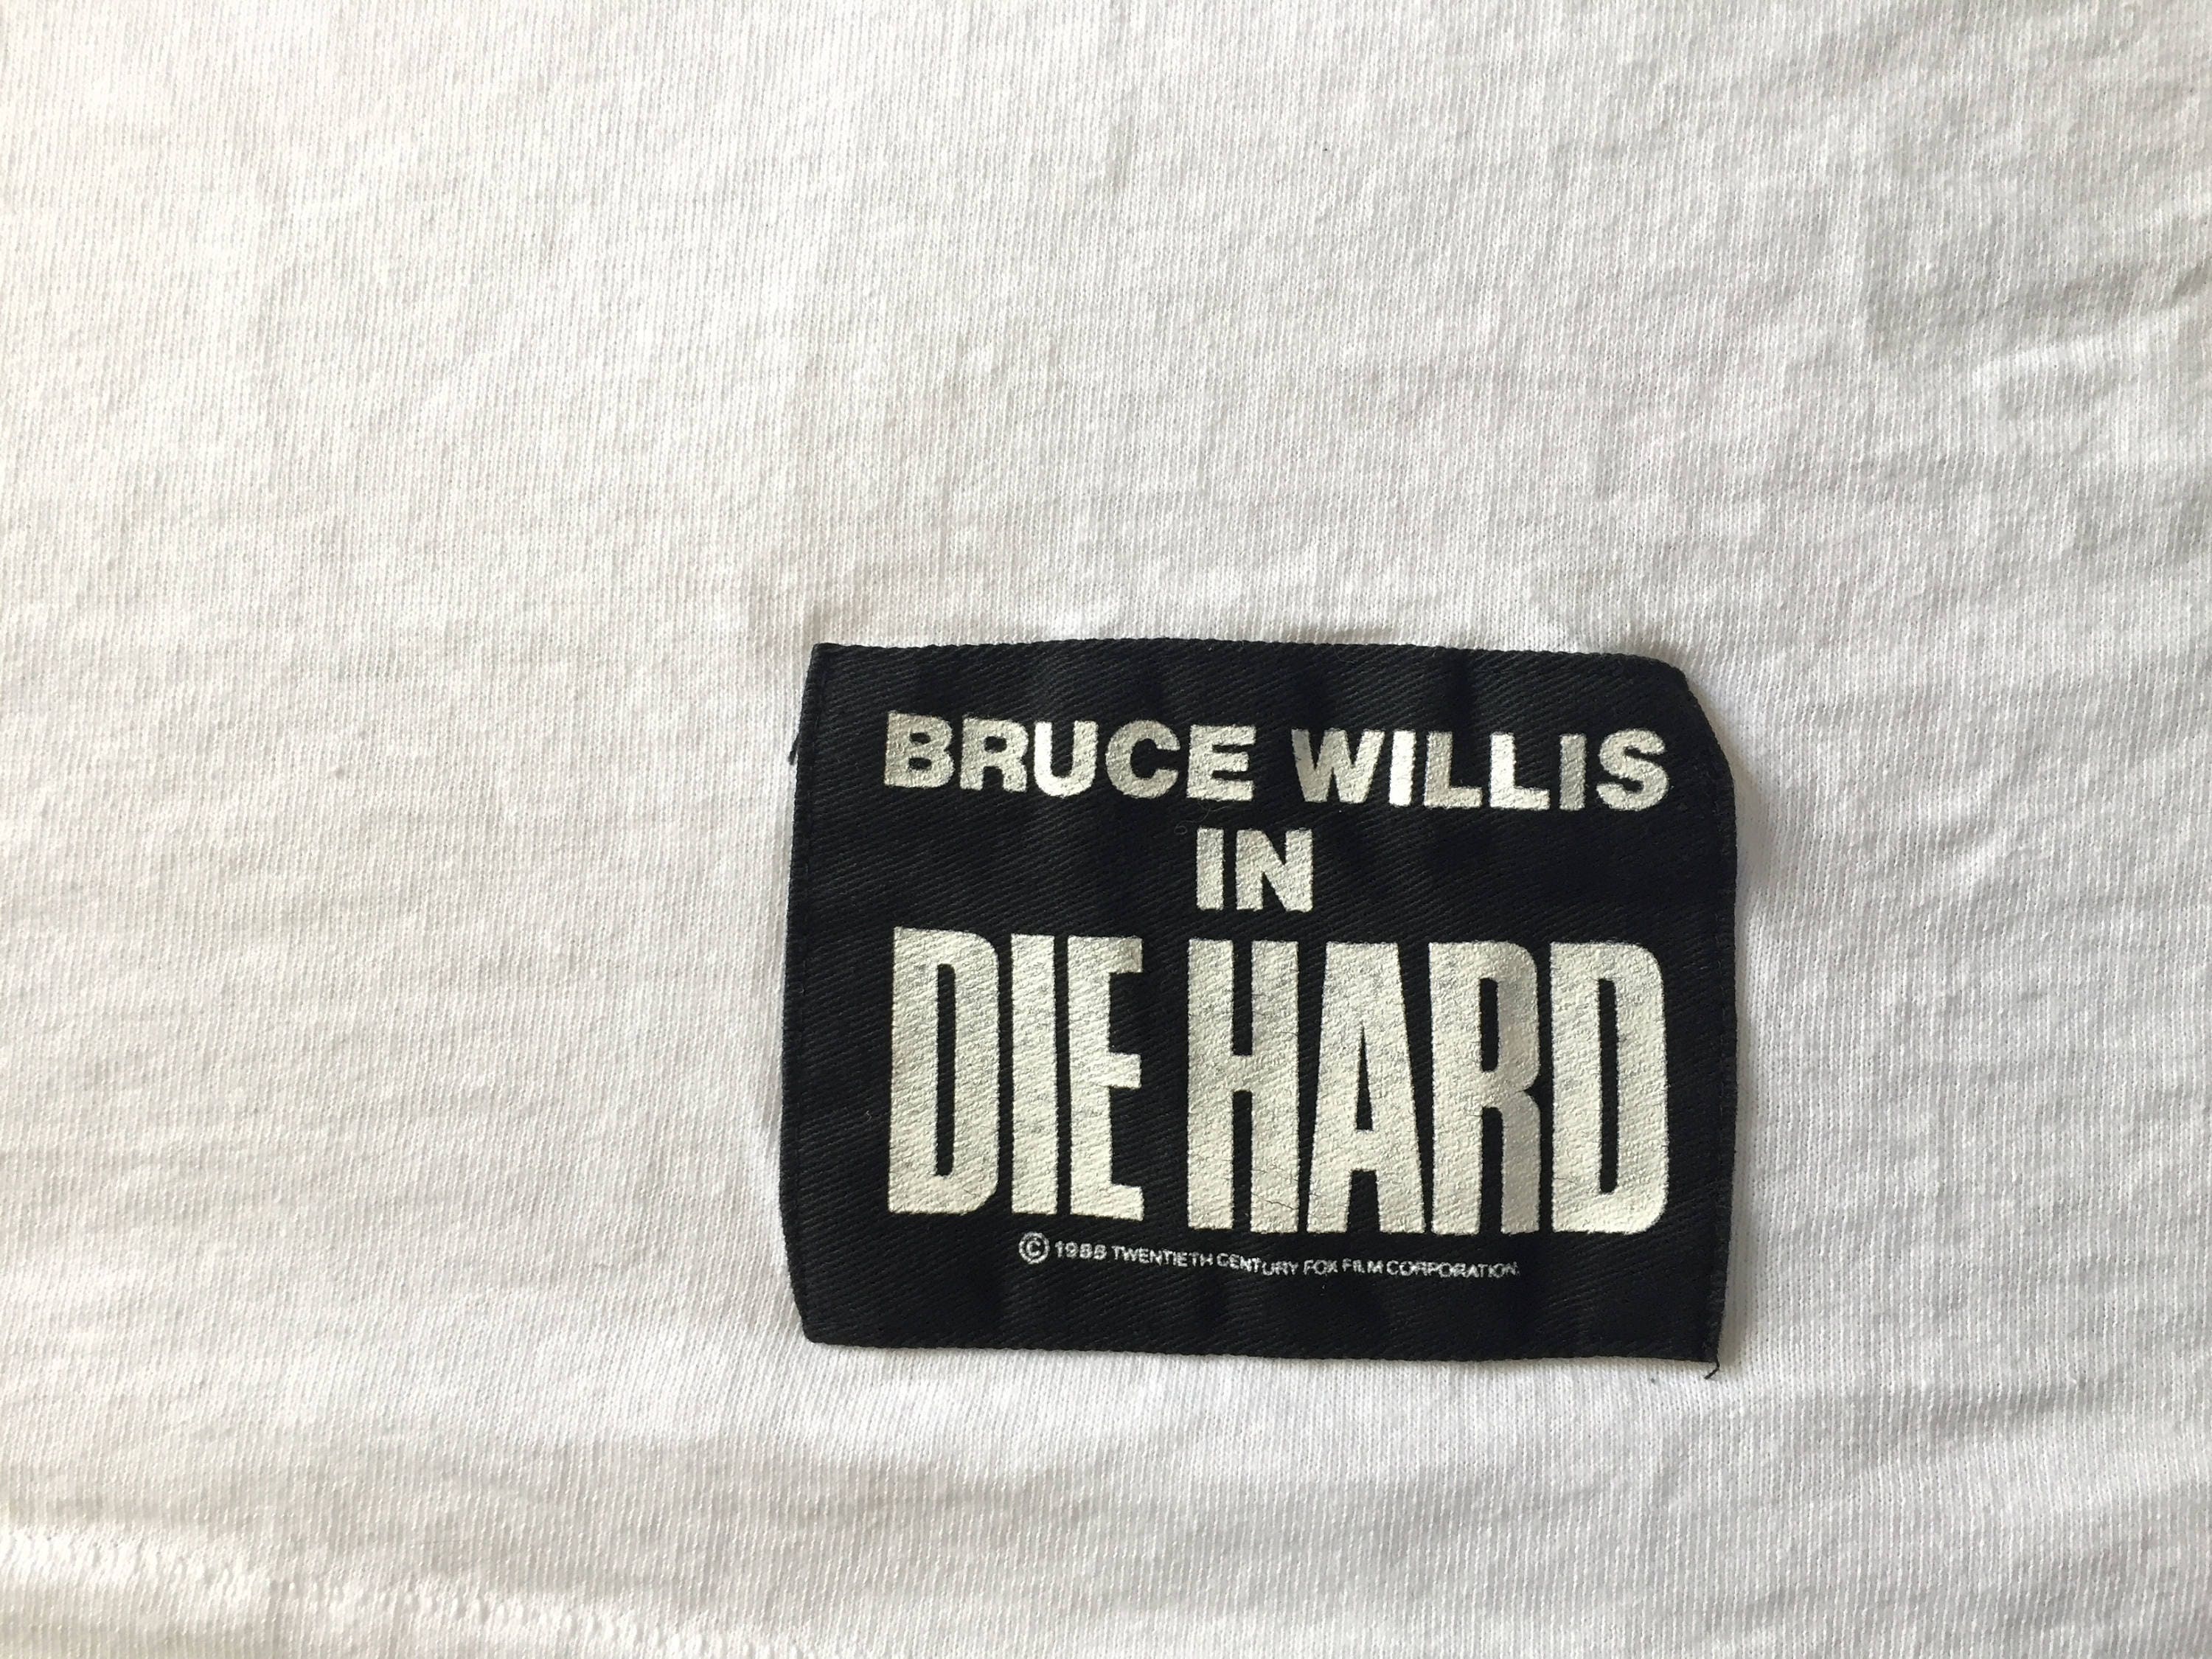 BRUCE WILLIS
IN
DIE HARD
© 1988 TWENTIETH CENTURY FOX FILM CORPORATION.